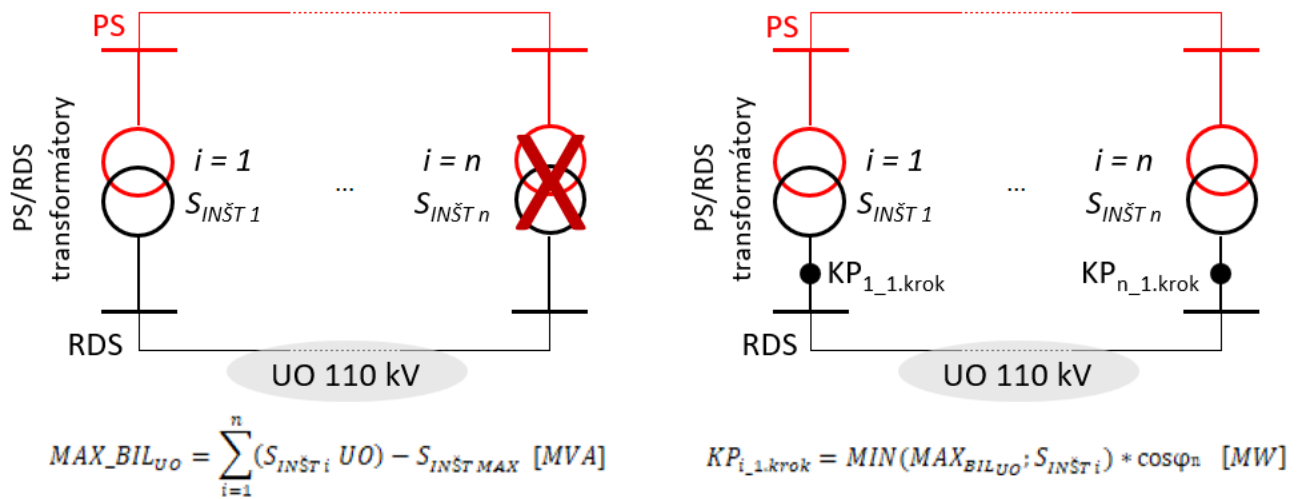 PS
PS/RDS
transformátory
i = 1
S_INŠT 1
...
i = n
S_INŠT n
RDS
UO 110 kV
MAX_BIL_UO = ∑_{i=1}^{n} (S_INŠT i UO) − S_INŠT MAX [MVA]
PS
PS/RDS
transformátory
i = 1
S_INŠT 1
...
i = n
S_INŠT n
KP_1_1.krok
KP_n_1.krok
RDS
UO 110 kV
KP_i_1.krok = MIN(MAX_BIL_UO; S_INŠT i) * cosφn [MW]